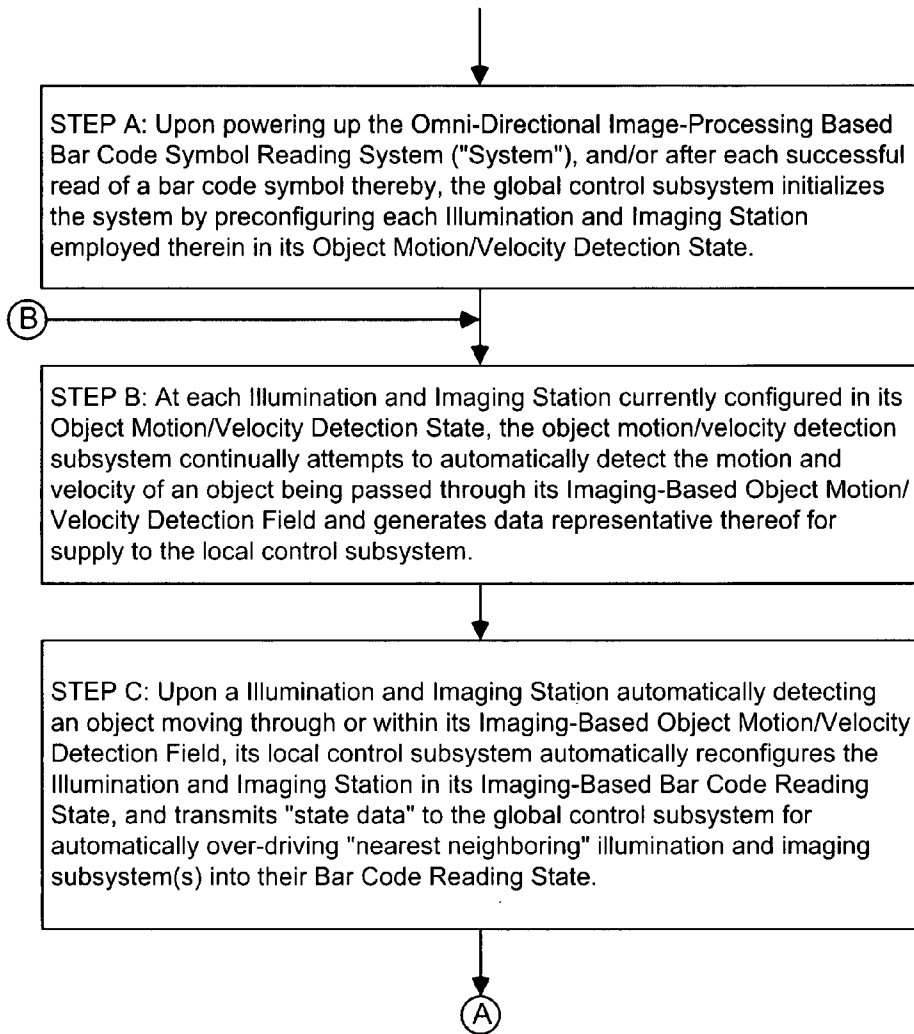 STEP A: Upon powering up the Omni-Directional Image-Processing Based
Bar Code Symbol Reading System ("System"), and/or after each successful
read of a bar code symbol thereby, the global control subsystem initializes
the system by preconfiguring each Illumination and Imaging Station
employed therein in its Object Motion/Velocity Detection State.
B
STEP B: At each Illumination and Imaging Station currently configured in its
Object Motion/Velocity Detection State, the object motion/velocity detection
subsystem continually attempts to automatically detect the motion and
velocity of an object being passed through its Imaging-Based Object Motion/
Velocity Detection Field and generates data representative thereof for
supply to the local control subsystem.
STEP C: Upon a Illumination and Imaging Station automatically detecting
an object moving through or within its Imaging-Based Object Motion/Velocity
Detection Field, its local control subsystem automatically reconfigures the
Illumination and Imaging Station in its Imaging-Based Bar Code Reading
State, and transmits "state data" to the global control subsystem for
automatically over-driving "nearest neighboring" illumination and imaging
subsystem(s) into their Bar Code Reading State.
A